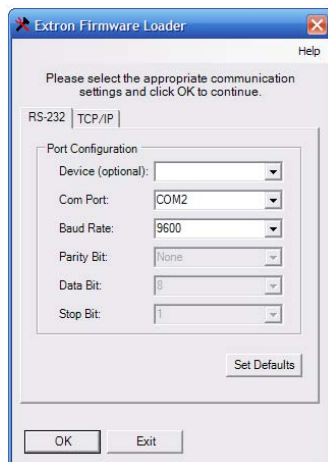 Extron Firmware Loader
Help
Please select the appropriate communication
settings and click OK to continue.
RS-232 TCP/IP
Port Configuration
Device (optional):
Com Port: COM2
Baud Rate: 9600
Parity Bit: None
Data Bit: 8
Stop Bit: 1
Set Defaults
OK Exit